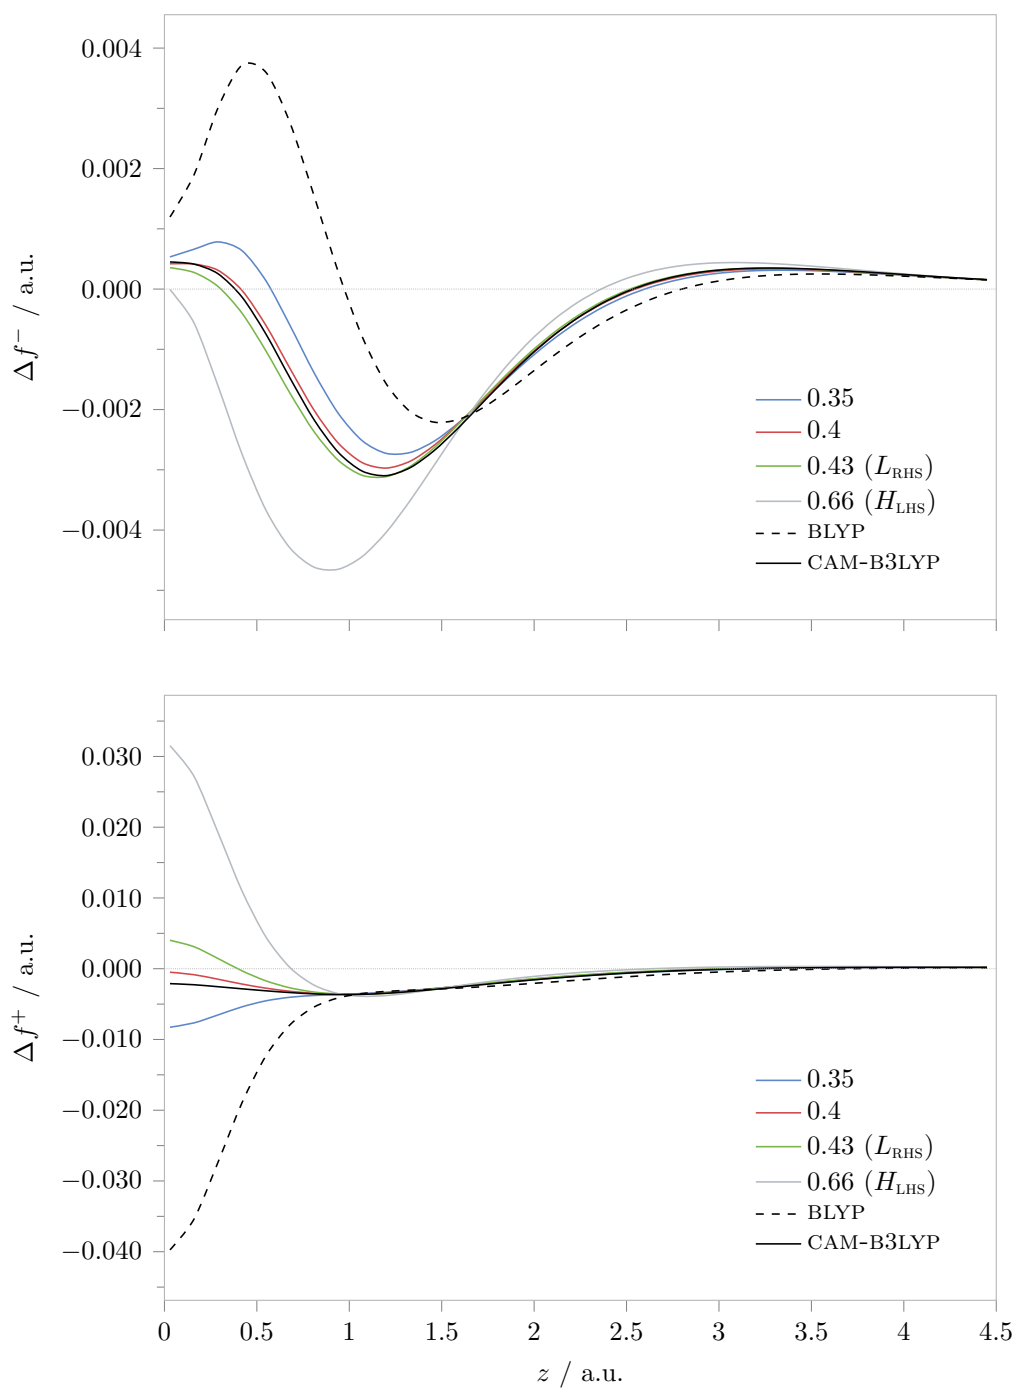 0.004
0.002
0.000
−0.002
−0.004
Δf⁻ / a.u.
0.35
0.4
0.43 (L_RHS)
0.66 (H_LHS)
BLYP
CAM-B3LYP
0.030
0.020
0.010
0.000
−0.010
−0.020
−0.030
−0.040
Δf⁺ / a.u.
0.35
0.4
0.43 (L_RHS)
0.66 (H_LHS)
BLYP
CAM-B3LYP
0 0.5 1 1.5 2 2.5 3 3.5 4 4.5
z / a.u.